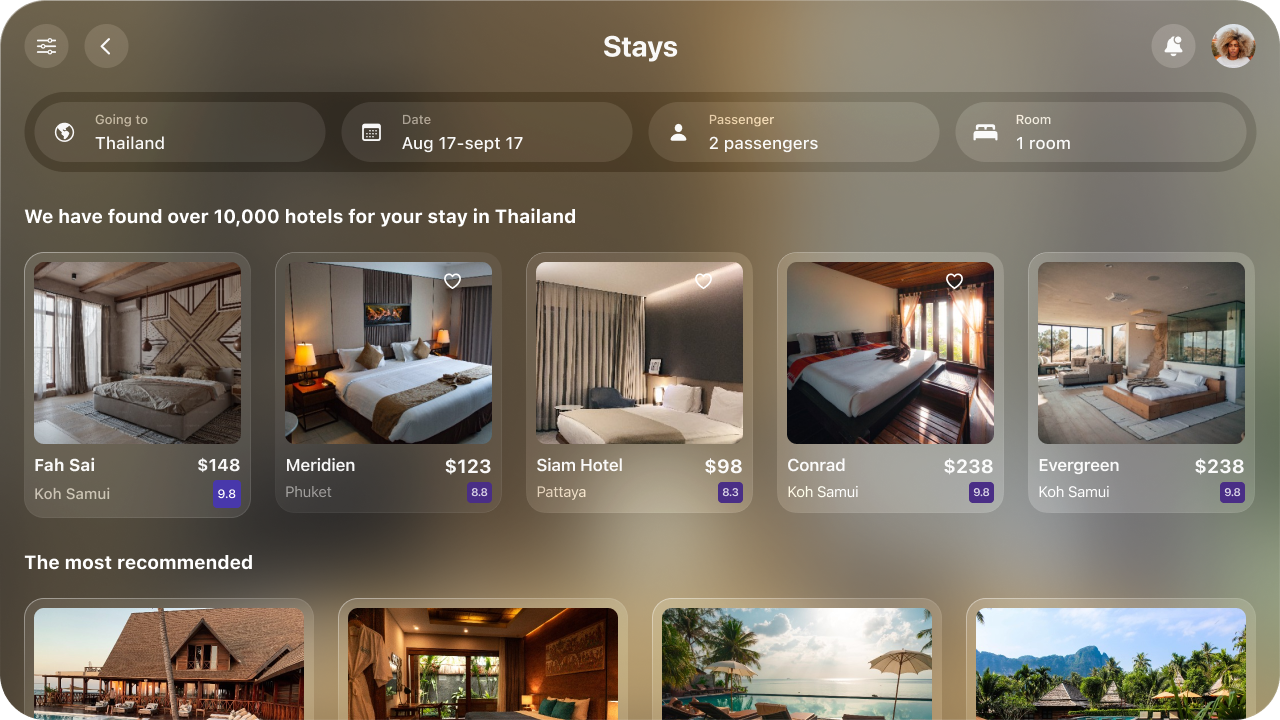 Stays
Going to
Thailand
Date
Aug 17-sept 17
Passenger
2 passengers
Room
1 room
We have found over 10,000 hotels for your stay in Thailand
Fah Sai $148
Koh Samui 9.8
Meridien $123
Phuket 8.8
Siam Hotel $98
Pattaya 8.3
Conrad $238
Koh Samui 9.8
Evergreen $238
Koh Samui 9.8
The most recommended